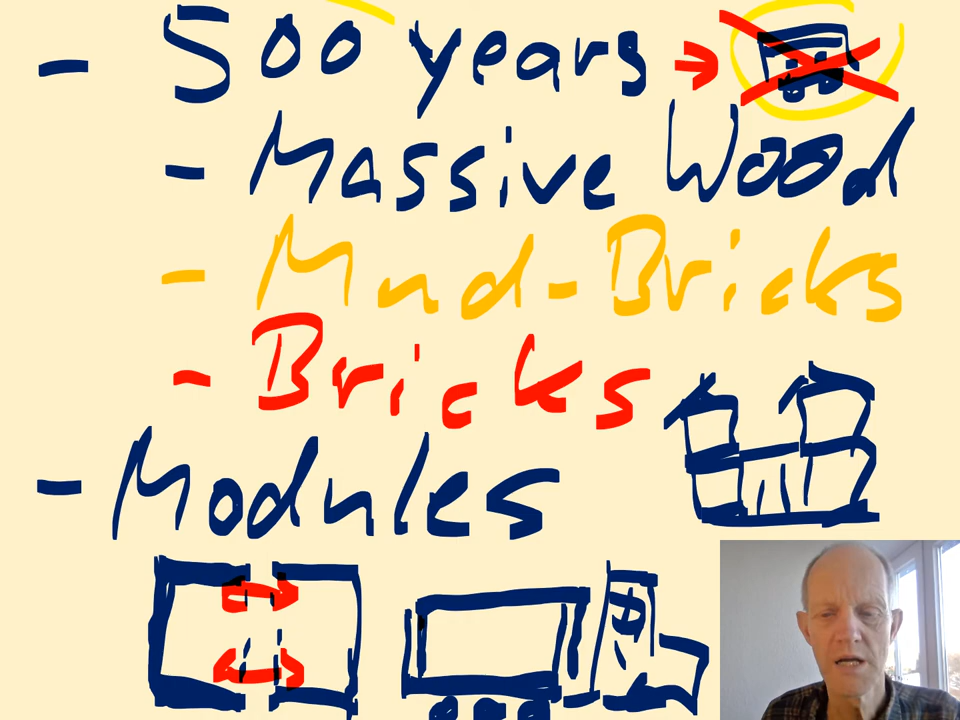 - 500 years →
- Massive Wood
- Mud-Bricks
- Bricks
- Modules